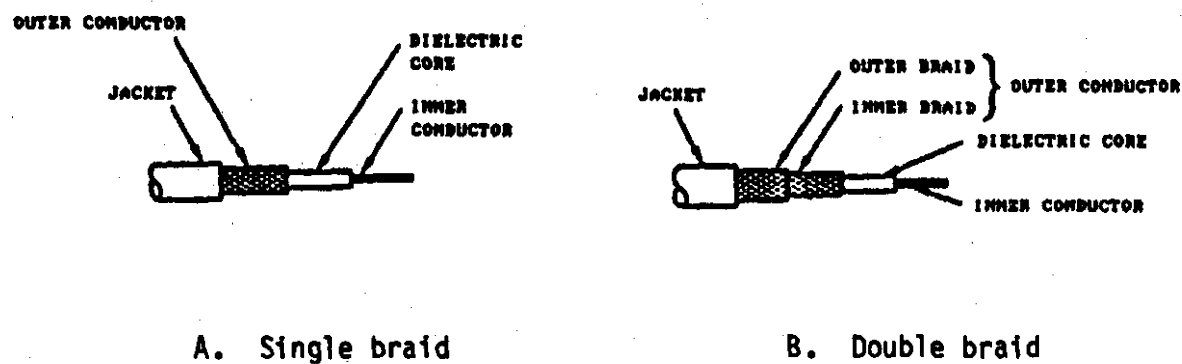 OUTER CONDUCTOR
DIELECTRIC
CORE
JACKET
INNER
CONDUCTOR
OUTER BRAID
INNER BRAID
OUTER CONDUCTOR
JACKET
DIELECTRIC CORE
INNER CONDUCTOR
A. Single braid
B. Double braid